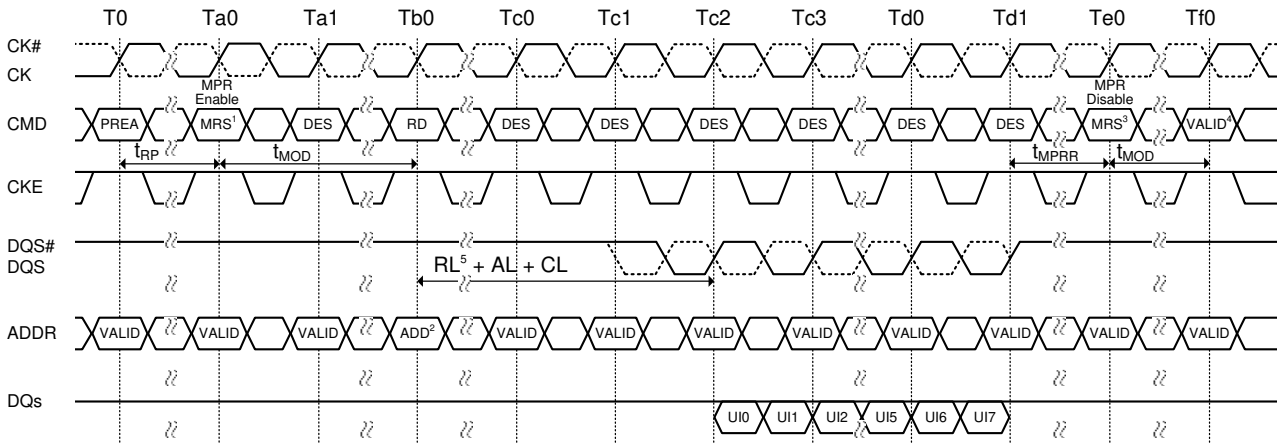 T0 Ta0 Ta1 Tb0 Tc0 Tc1 Tc2 Tc3 Td0 Td1 Te0 Tf0
CK#
CK
MPR Enable
MPR Disable
CMD PREA MRS¹ DES RD DES DES DES DES DES DES MRS³ VALID⁴
tRP tMOD tMPRR tMOD
CKE
DQS#
DQS
RL⁵ + AL + CL
ADDR VALID VALID VALID ADD² VALID VALID VALID VALID VALID VALID VALID VALID
DQs
UI0 UI1 UI2 UI5 UI6 UI7